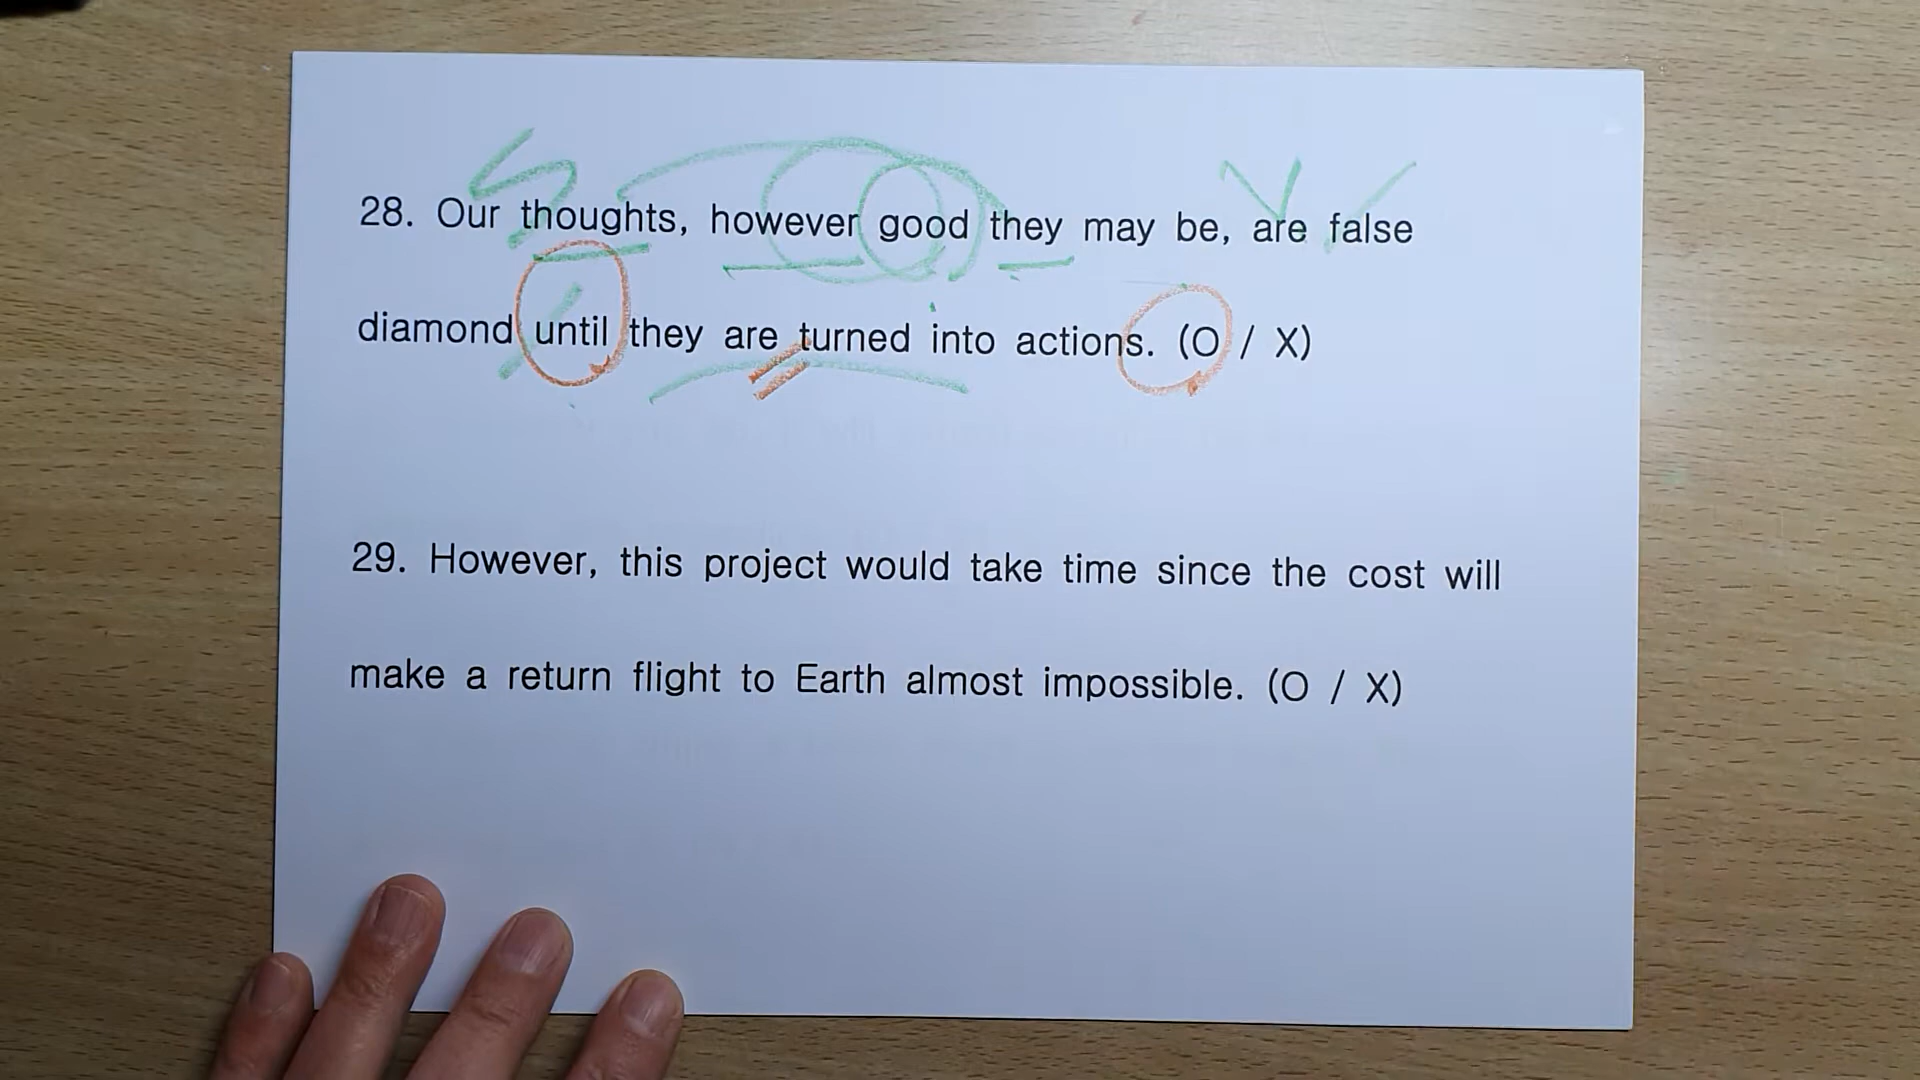 28. Our thoughts, however good they may be, are false
diamond until they are turned into actions. (O / X)
29. However, this project would take time since the cost will
make a return flight to Earth almost impossible. (O / X)